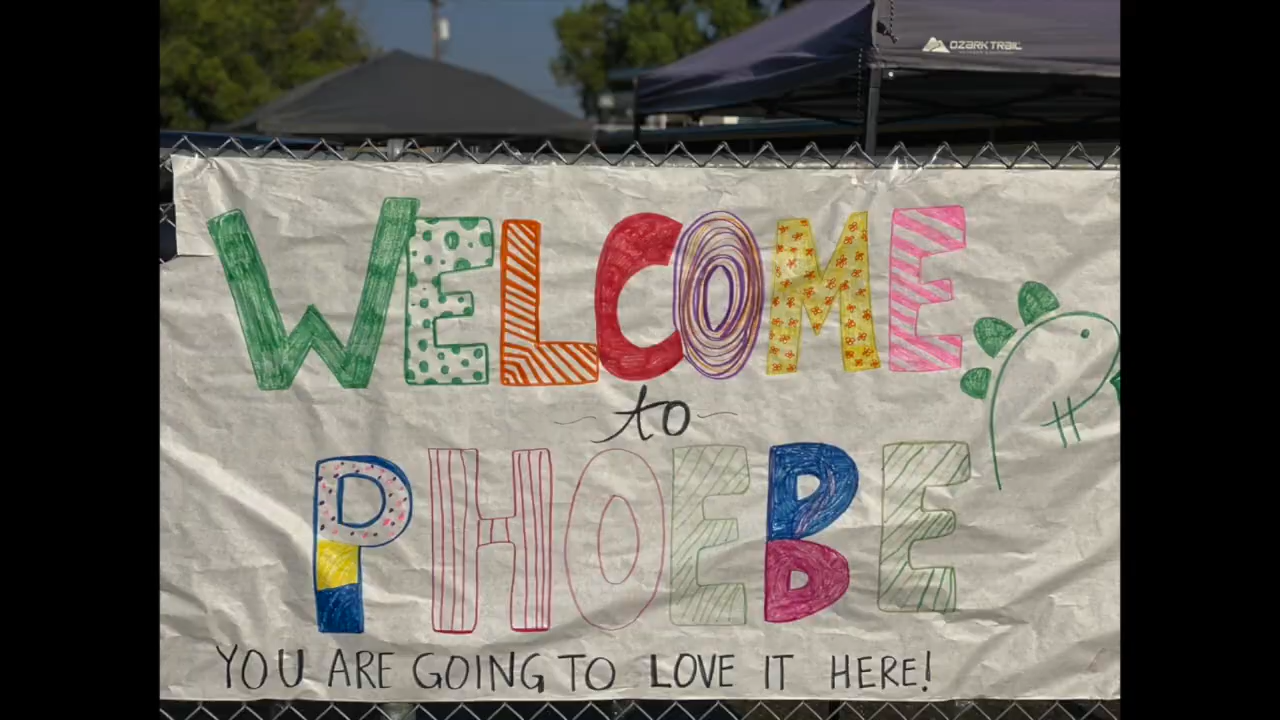 OZARK TRAIL
WELCOME
to
PHOEBE
YOU ARE GOING TO LOVE IT HERE!